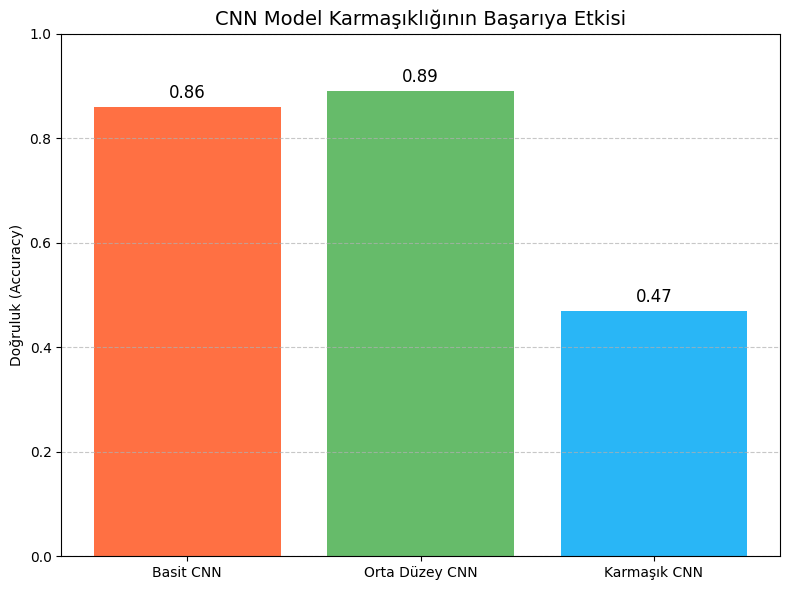 CNN Model Karmaşıklığının Başarıya Etkisi
1.0
0.8
0.6
0.4
0.2
0.0
Doğruluk (Accuracy)
0.86
0.89
0.47
Basit CNN
Orta Düzey CNN
Karmaşık CNN